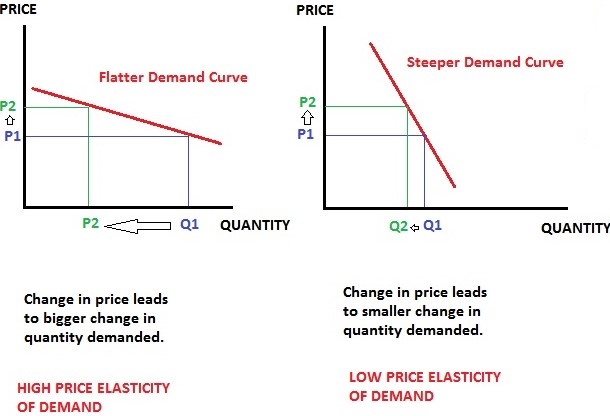 PRICE
Flatter Demand Curve
P2
P1
P2
Q1
QUANTITY
Change in price leads
to bigger change in
quantity demanded.
HIGH PRICE ELASTICITY
OF DEMAND
PRICE
Steeper Demand Curve
P2
P1
Q2
Q1
QUANTITY
Change in price leads
to smaller change in
quantity demanded.
LOW PRICE ELASTICITY
OF DEMAND